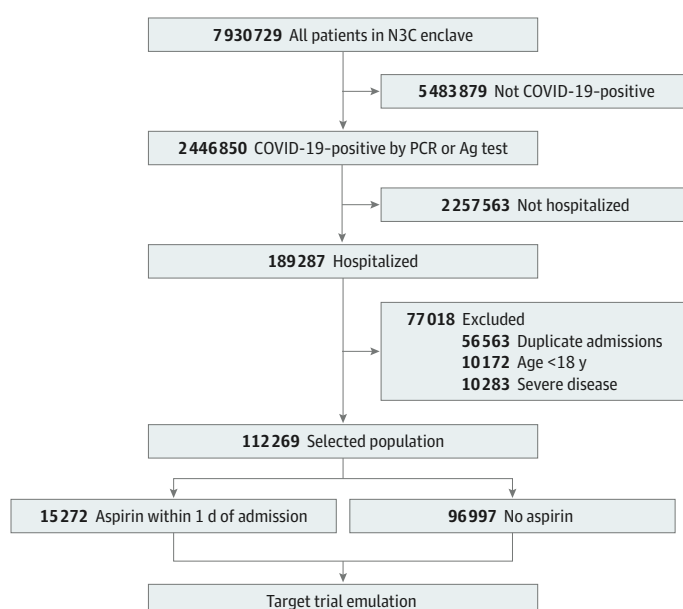 7930729 All patients in N3C enclave
5483879 Not COVID-19-positive
2446850 COVID-19-positive by PCR or Ag test
2257563 Not hospitalized
189287 Hospitalized
77018 Excluded
56563 Duplicate admissions
10172 Age <18 y
10283 Severe disease
112269 Selected population
15272 Aspirin within 1 d of admission
96997 No aspirin
Target trial emulation